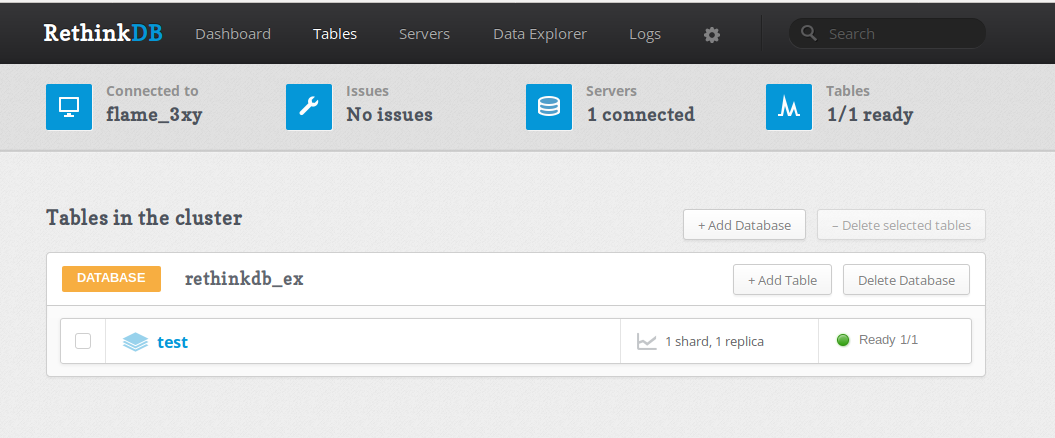 RethinkDB Dashboard Tables Servers Data Explorer Logs Search
Connected to Issues Servers Tables
flame_3xy No issues 1 connected 1/1 ready
Tables in the cluster + Add Database – Delete selected tables
DATABASE rethinkdb_ex + Add Table Delete Database
test 1 shard, 1 replica Ready 1/1